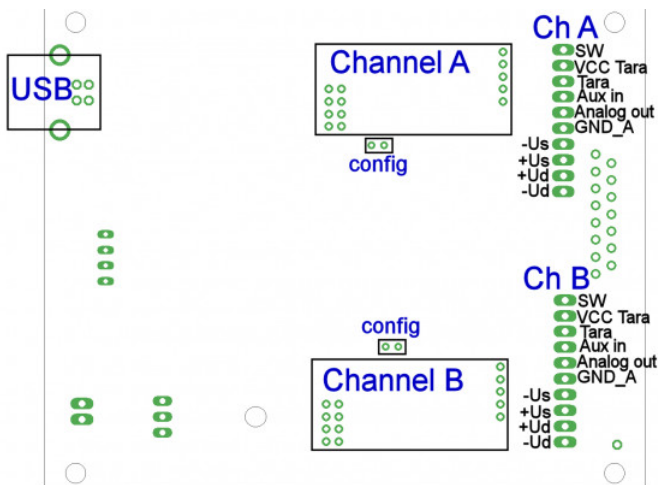 Ch A
USB
Channel A
config
SW
VCC Tara
Tara
Aux in
Analog out
GND_A
-Us
+Us
+Ud
-Ud
Ch B
config
Channel B
SW
VCC Tara
Tara
Aux in
Analog out
GND_A
-Us
+Us
+Ud
-Ud